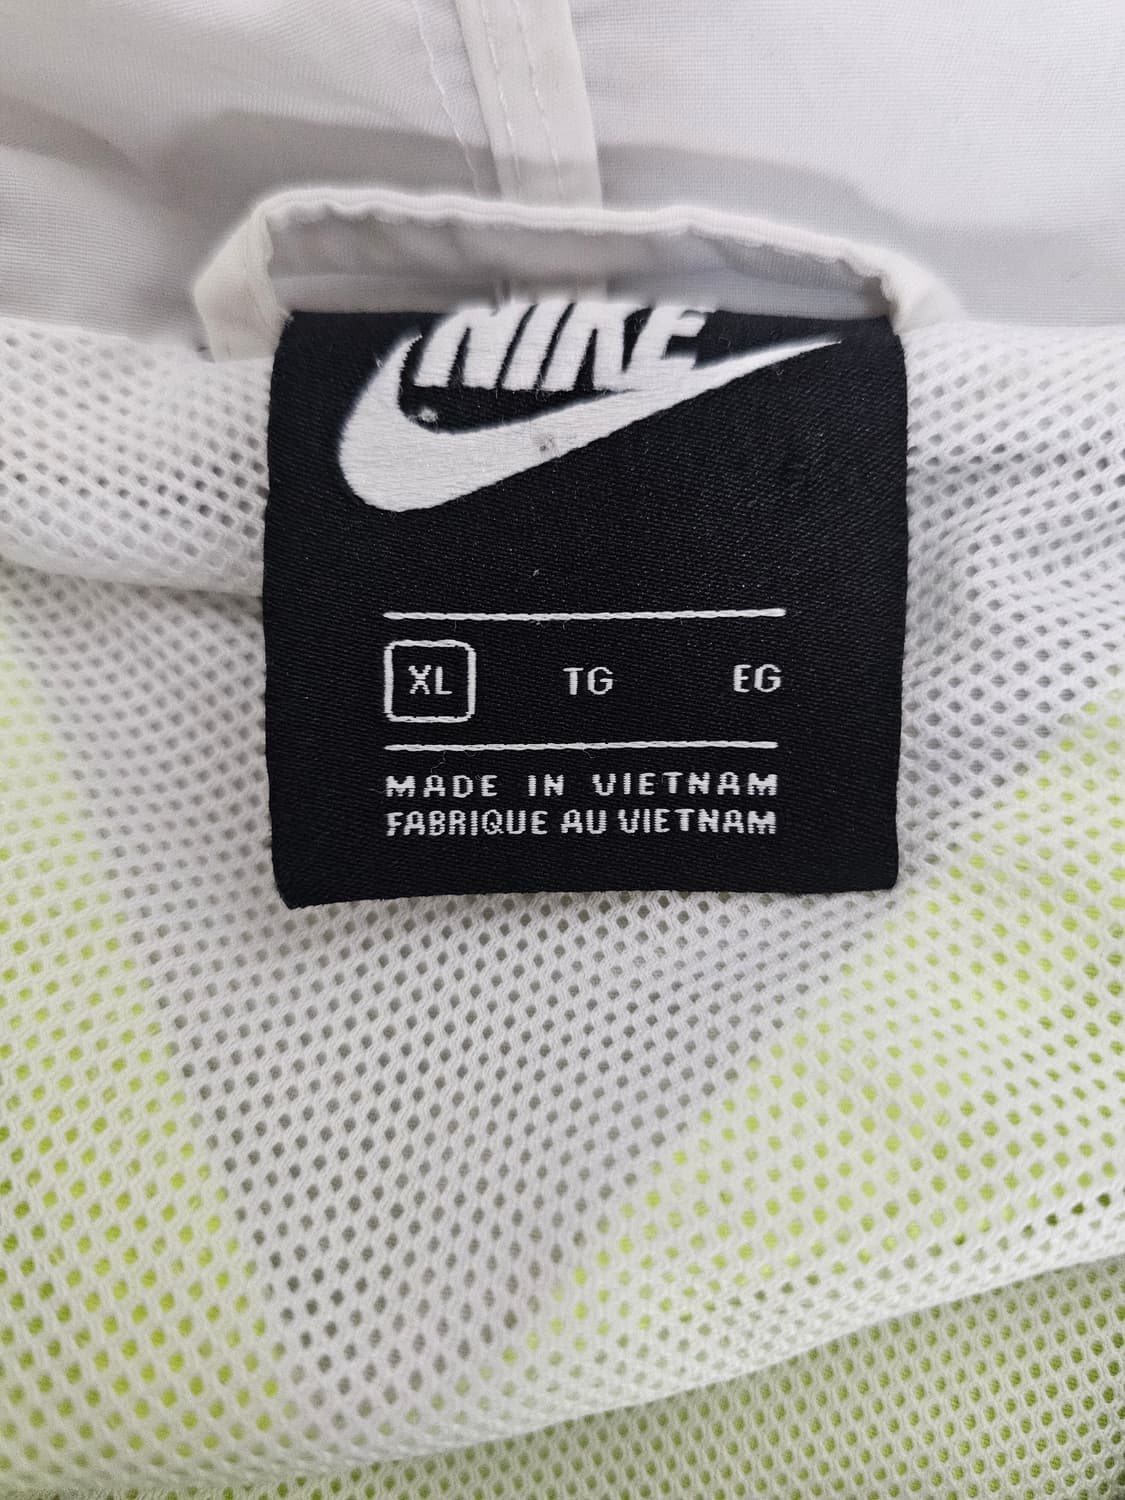 NIKE
XL TG EG
MADE IN VIETNAM
FABRIQUE AU VIETNAM